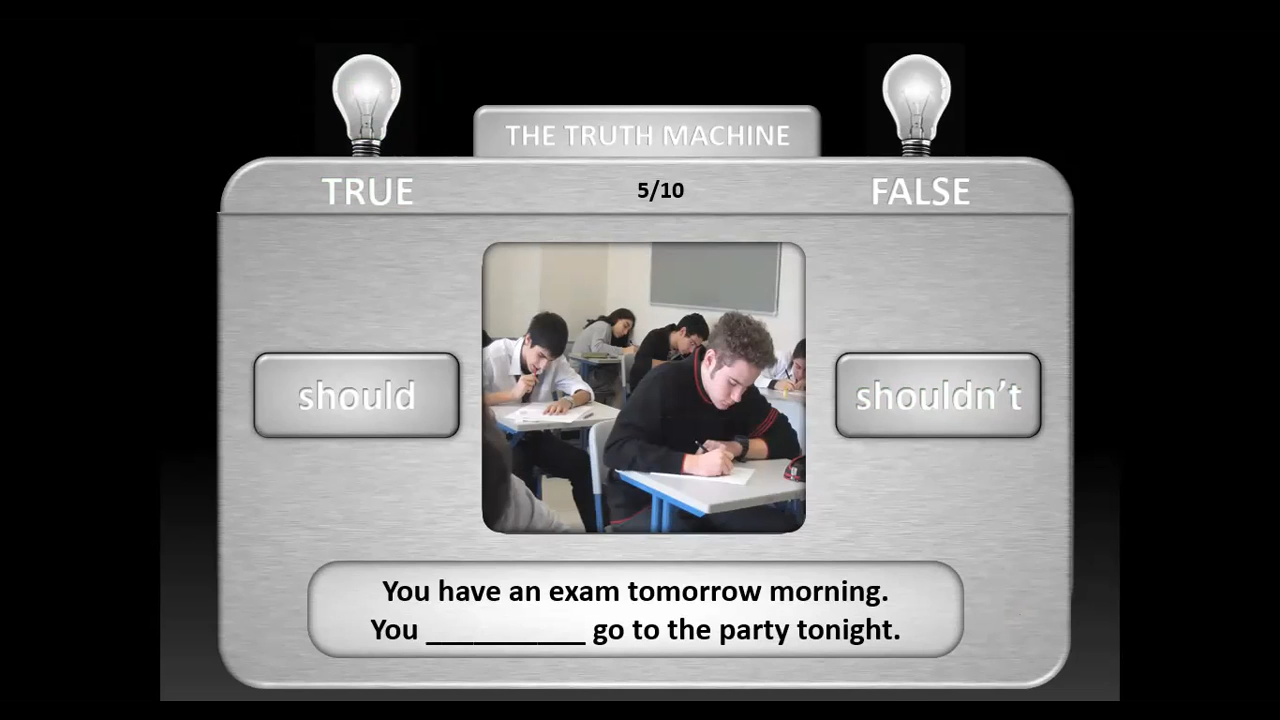 THE TRUTH MACHINE
TRUE
5/10
FALSE
should
shouldn’t
You have an exam tomorrow morning.
You __________ go to the party tonight.